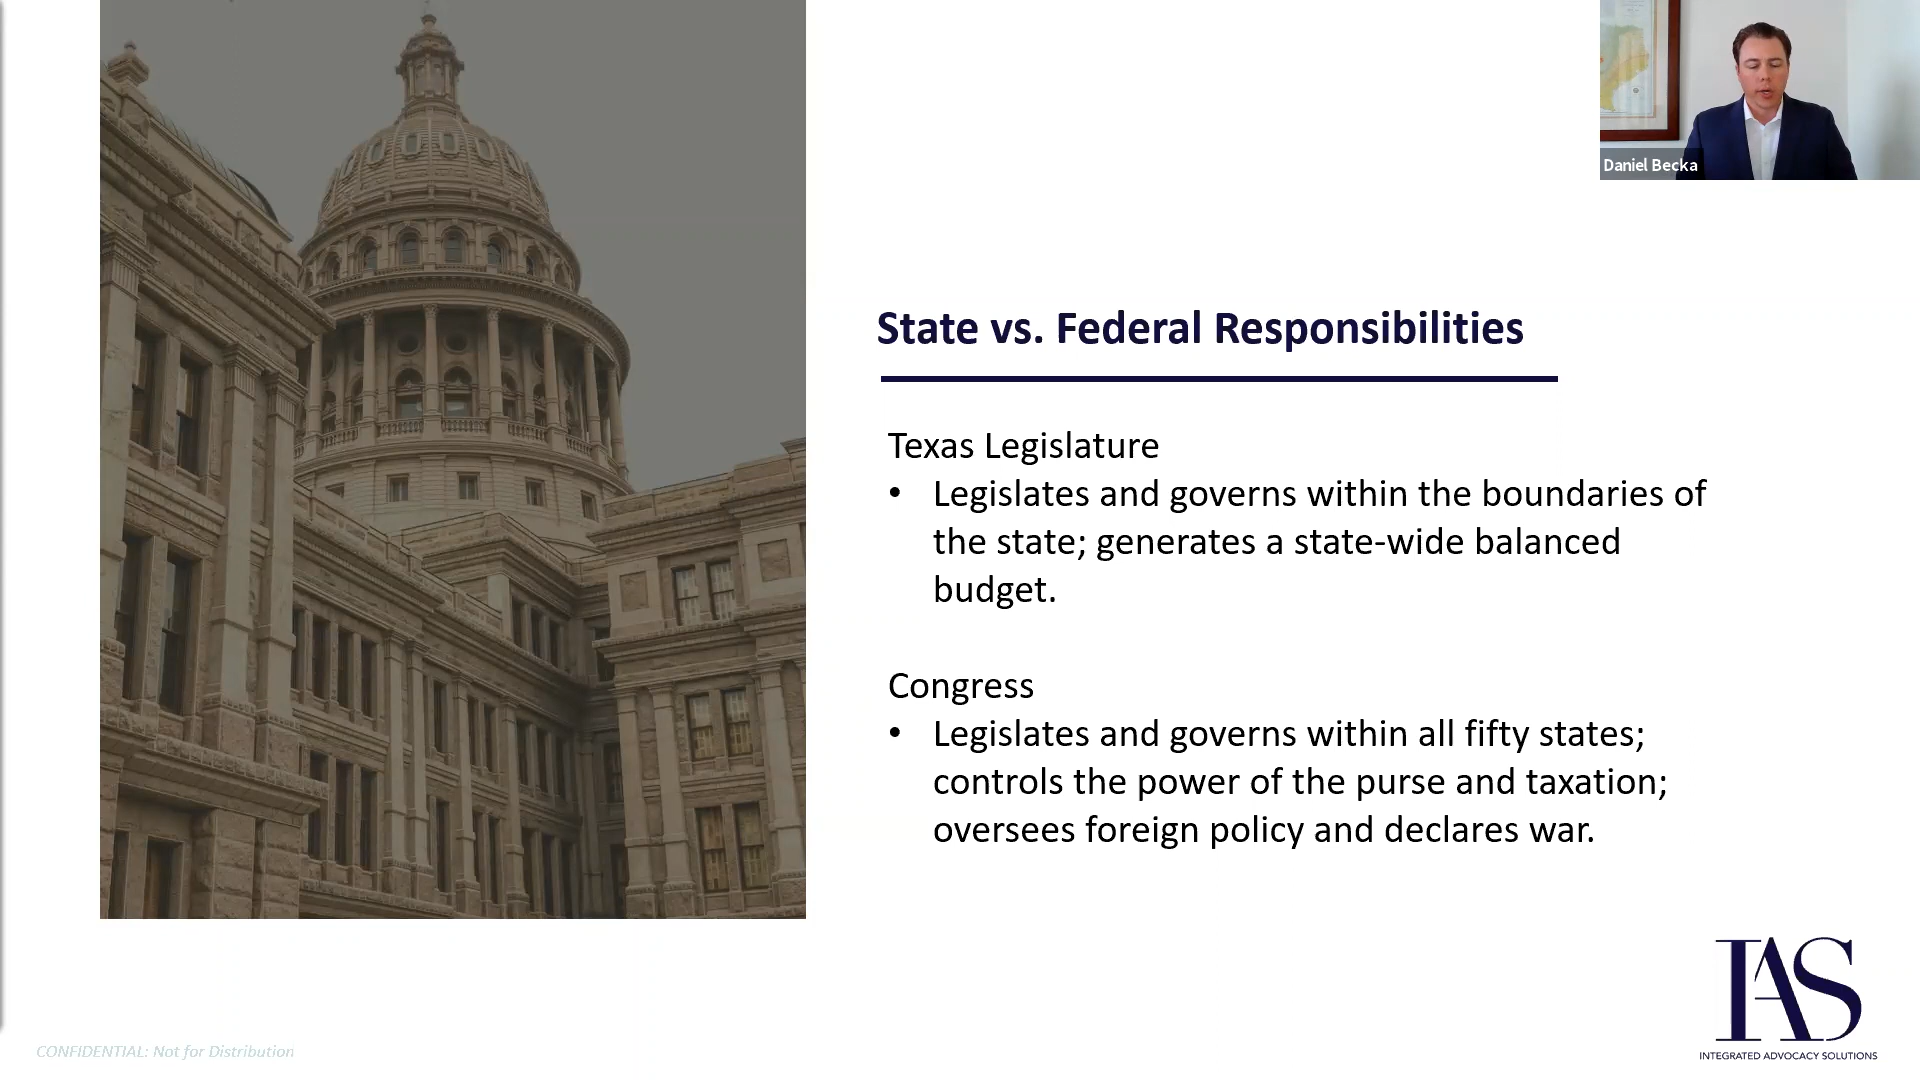 Daniel Becka
State vs. Federal Responsibilities
Texas Legislature
• Legislates and governs within the boundaries of
the state; generates a state-wide balanced
budget.
Congress
• Legislates and governs within all fifty states;
controls the power of the purse and taxation;
oversees foreign policy and declares war.
IAS
INTEGRATED ADVOCACY SOLUTIONS
CONFIDENTIAL: Not for Distribution